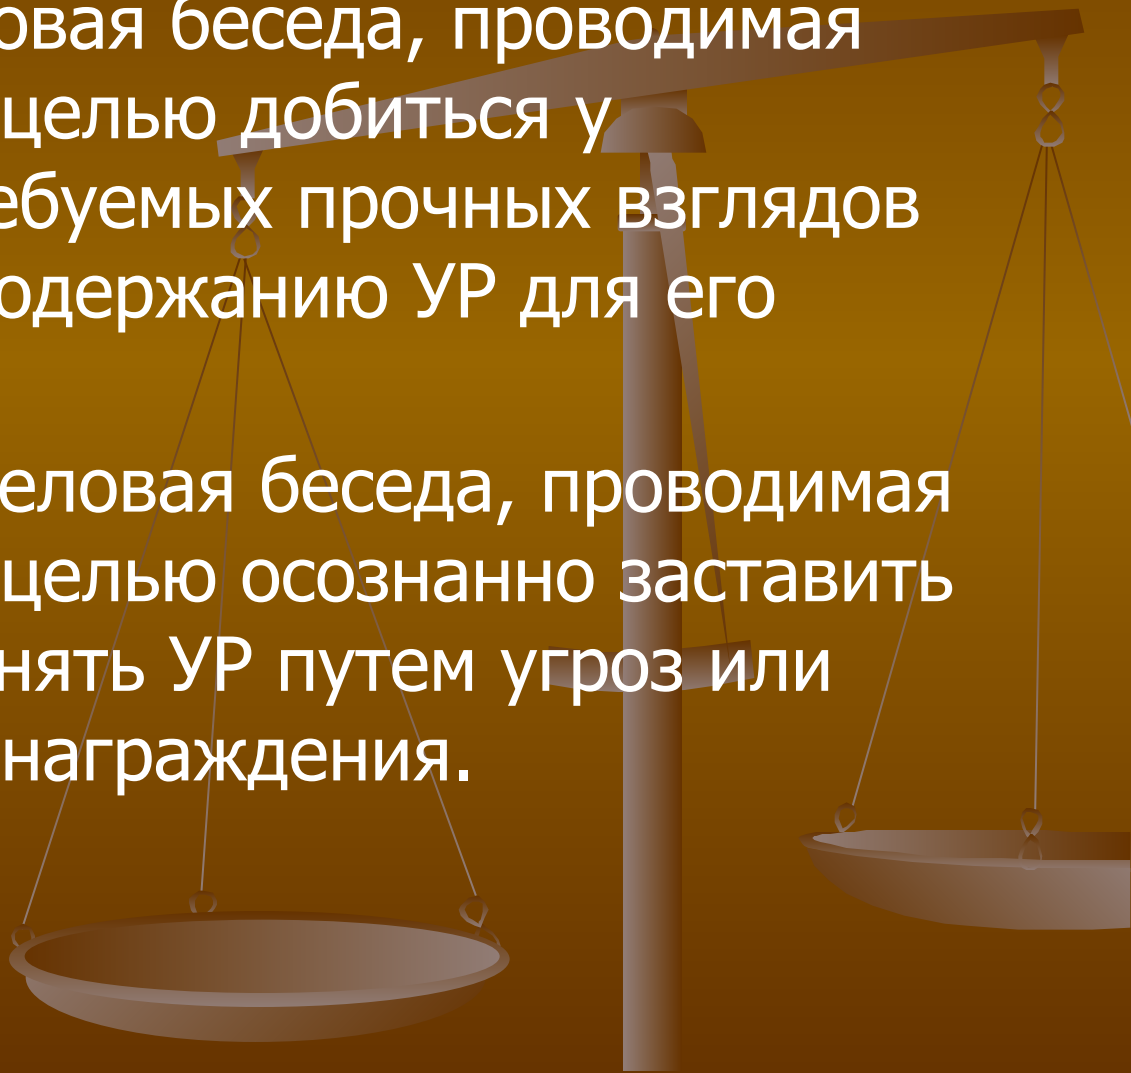 овая беседа, проводимая
целью добиться у
ебуемых прочных взглядов
одержанию УР для его
еловая беседа, проводимая
целью осознанно заставить
нять УР путем угроз или
награждения.